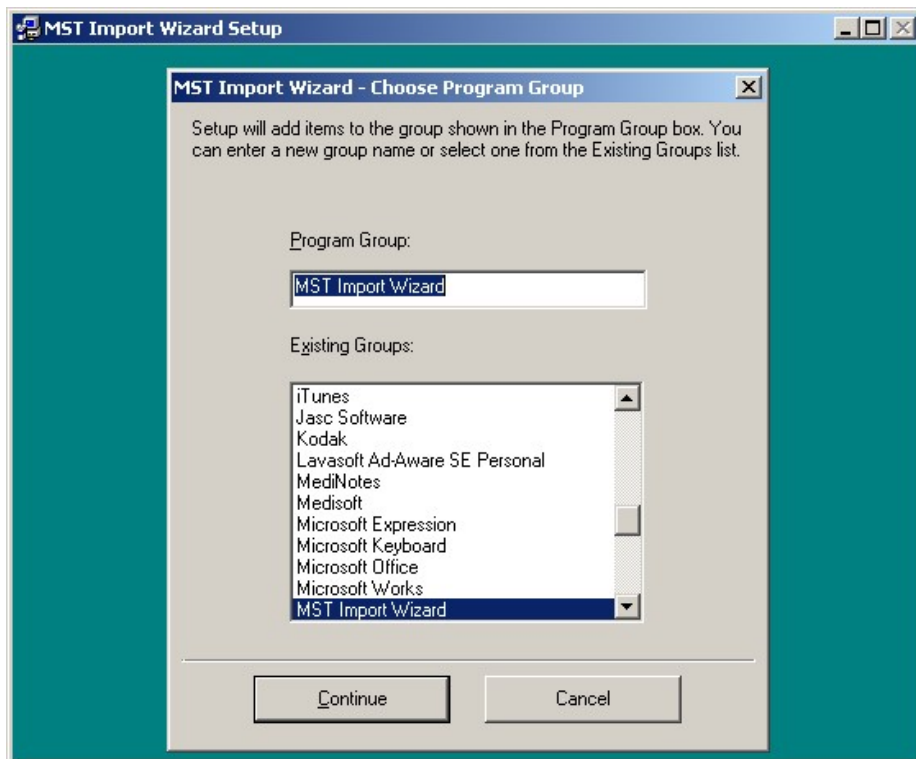 MST Import Wizard Setup
MST Import Wizard - Choose Program Group
Setup will add items to the group shown in the Program Group box. You
can enter a new group name or select one from the Existing Groups list.
Program Group:
MST Import Wizard
Existing Groups:
iTunes
Jasc Software
Kodak
Lavasoft Ad-Aware SE Personal
MediNotes
Medisoft
Microsoft Expression
Microsoft Keyboard
Microsoft Office
Microsoft Works
MST Import Wizard
Continue
Cancel